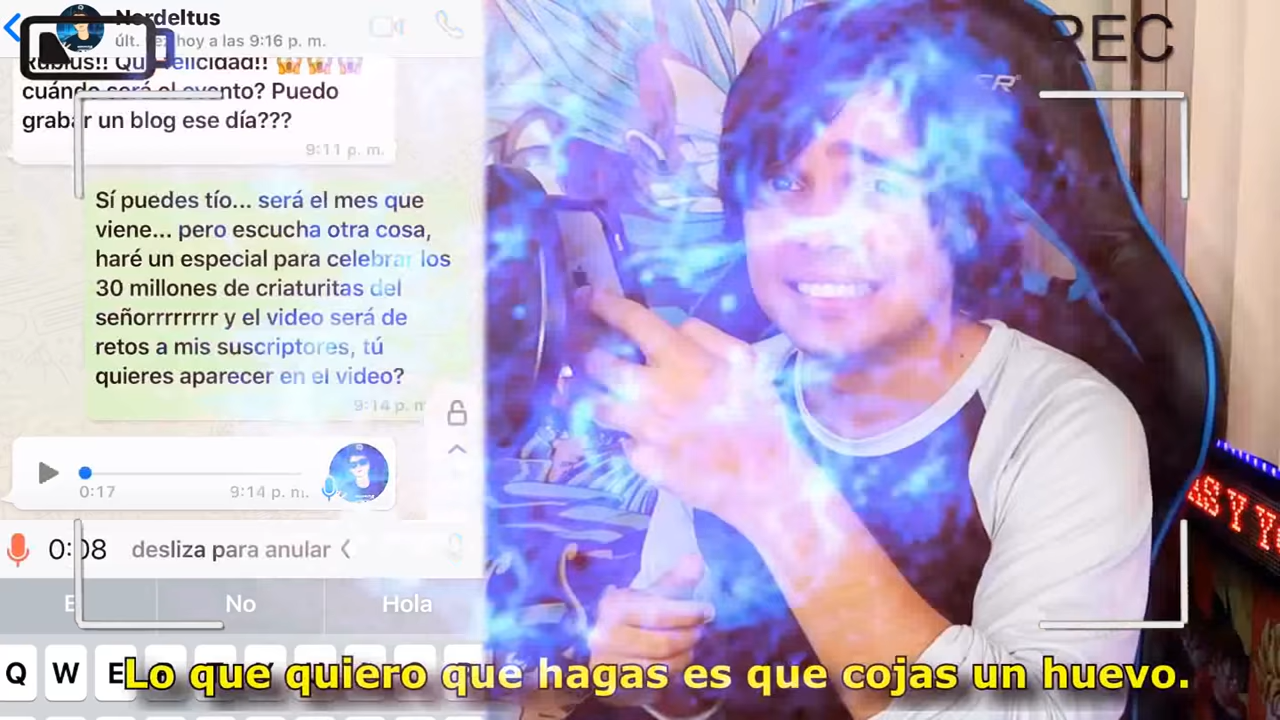 Nordeltus
últ. vez hoy a las 9:16 p. m.
Rubius!! Qué felicidad!! 😱😱😱
cuándo será el evento? Puedo
grabar un blog ese día???
9:11 p. m.
Sí puedes tío... será el mes que
viene... pero escucha otra cosa,
haré un especial para celebrar los
30 millones de criaturitas del
señorrrrrrrr y el video será de
retos a mis suscriptores, tú
quieres aparecer en el video?
9:14 p. m
0:17
9:14 p. m.
0:08
desliza para anular
No
Hola
Q W E
Lo que quiero que hagas es que cojas un huevo.
REC